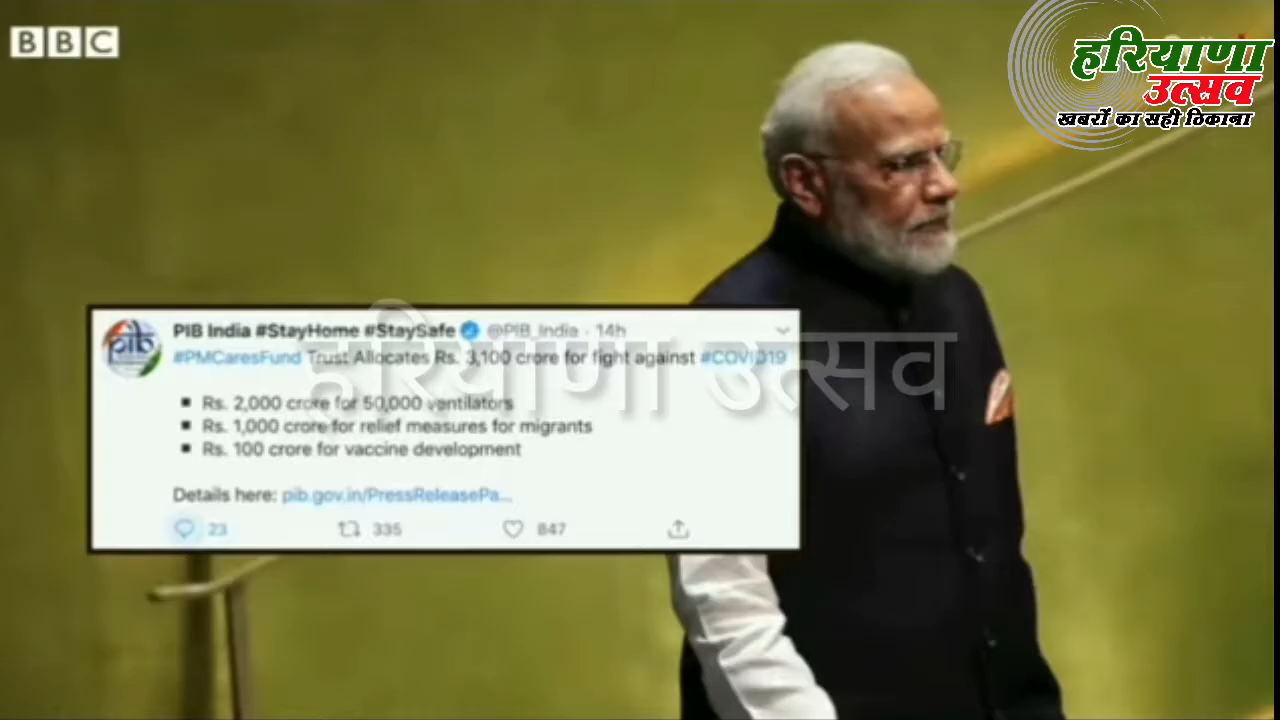 BBC
हरियाणा
उत्सव
खबरों का सही ठिकाना
PIB India #StayHome #StaySafe @PIB_India · 14h
#PMCaresFund Trust Allocates Rs. 3,100 crore for fight against #COVID19
▪ Rs. 2,000 crore for 50,000 ventilators
▪ Rs. 1,000 crore for relief measures for migrants
▪ Rs. 100 crore for vaccine development
Details here: pib.gov.in/PressReleasePa...
23 335 847
हरियाणा उत्सव
pib